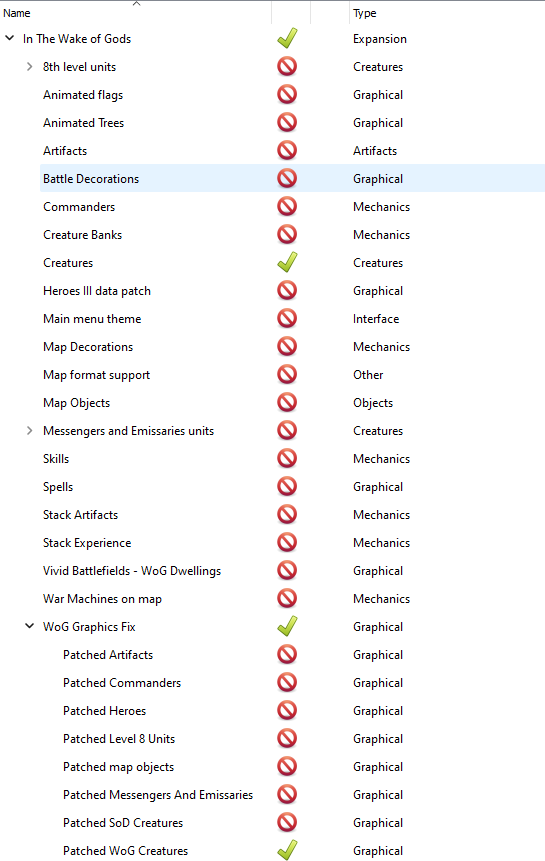 Name Type
In The Wake of Gods Expansion
8th level units Creatures
Animated flags Graphical
Animated Trees Graphical
Artifacts Artifacts
Battle Decorations Graphical
Commanders Mechanics
Creature Banks Mechanics
Creatures Creatures
Heroes III data patch Graphical
Main menu theme Interface
Map Decorations Mechanics
Map format support Other
Map Objects Objects
Messengers and Emissaries units Creatures
Skills Mechanics
Spells Graphical
Stack Artifacts Mechanics
Stack Experience Mechanics
Vivid Battlefields - WoG Dwellings Graphical
War Machines on map Mechanics
WoG Graphics Fix Graphical
Patched Artifacts Graphical
Patched Commanders Graphical
Patched Heroes Graphical
Patched Level 8 Units Graphical
Patched map objects Graphical
Patched Messengers And Emissaries Graphical
Patched SoD Creatures Graphical
Patched WoG Creatures Graphical